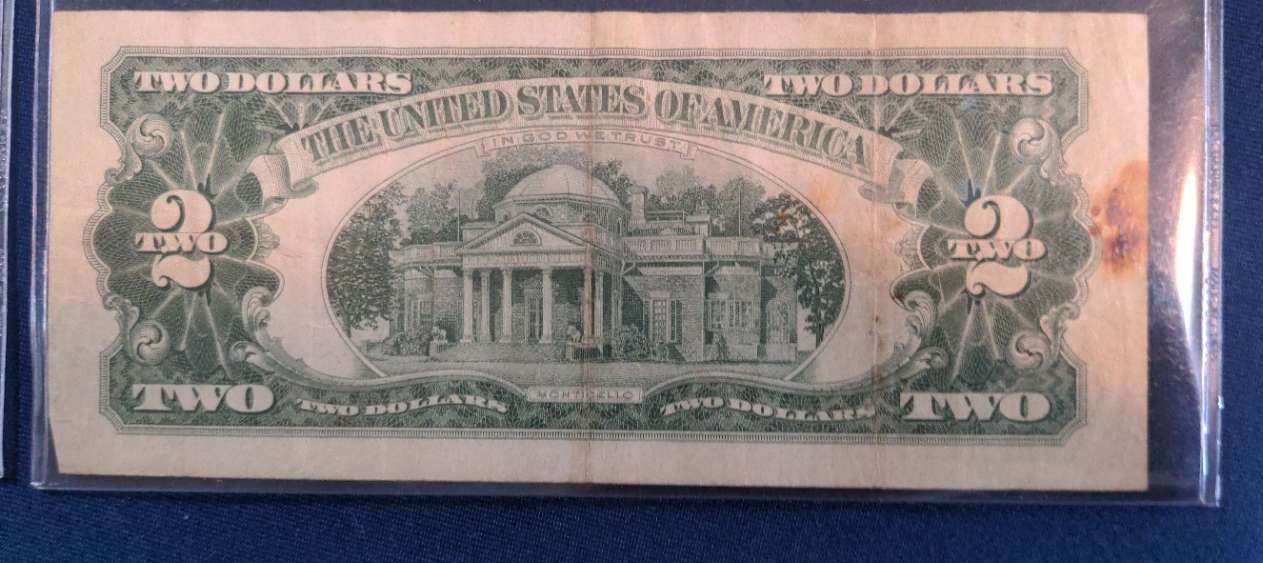 TWO DOLLARS TWO DOLLARS
THE UNITED STATES OF AMERICA
IN GOD WE TRUST
2 2
TWO TWO
MONTICELLO
TWO TWO DOLLARS TWO DOLLARS TWO